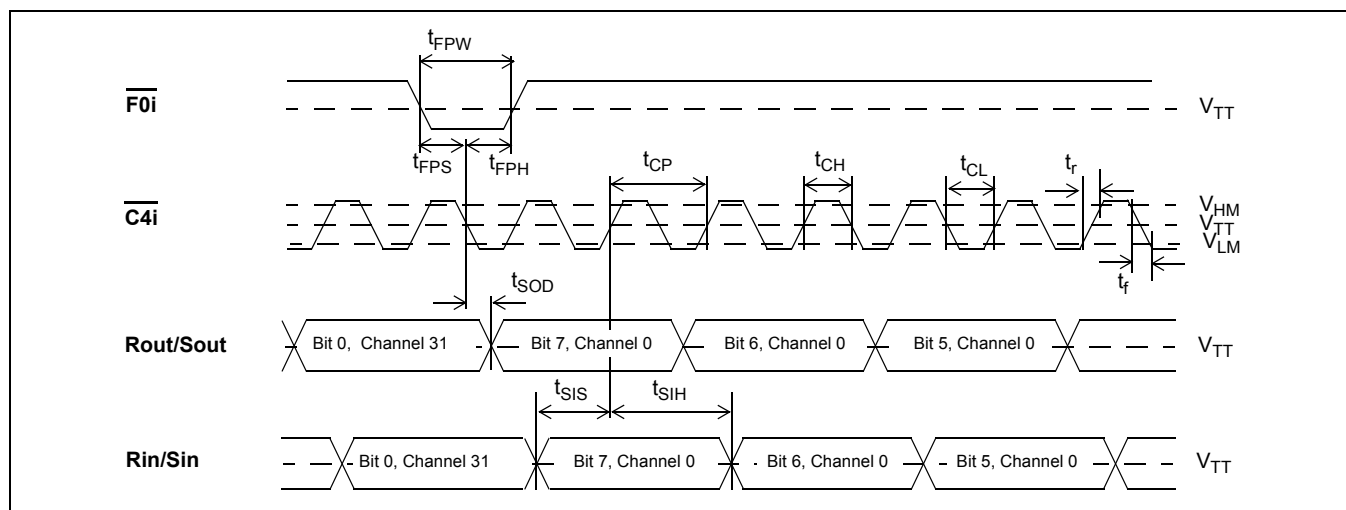 tFPW
F0i
VTT
tFPS tFPH tCP tCH tCL tr
C4i
VHM
VTT
VLM
tSOD tf
Rout/Sout Bit 0, Channel 31 Bit 7, Channel 0 Bit 6, Channel 0 Bit 5, Channel 0 VTT
tSIS tSIH
Rin/Sin Bit 0, Channel 31 Bit 7, Channel 0 Bit 6, Channel 0 Bit 5, Channel 0 VTT